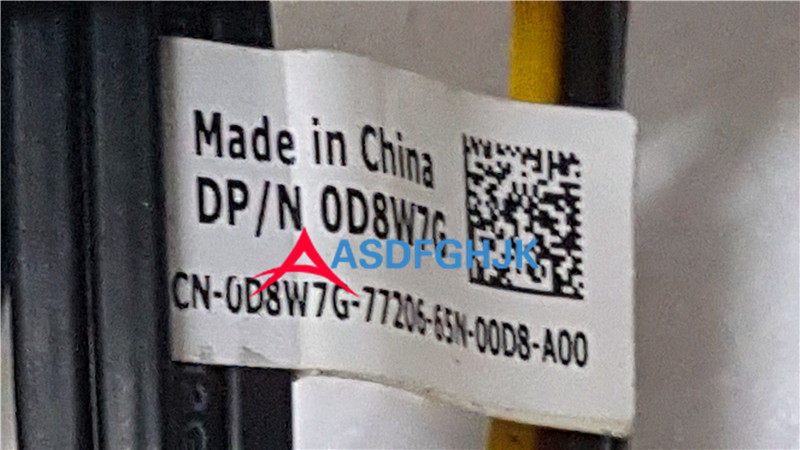 Made in China
DP/N 0D8W7G
ASDFGHJK
CN-0D8W7G-77206-65N-00D8-A00